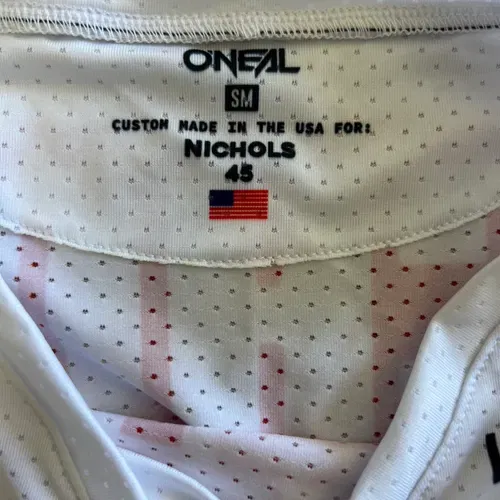 ONEAL
SM
CUSTOM MADE IN THE USA FOR:
NICHOLS
45